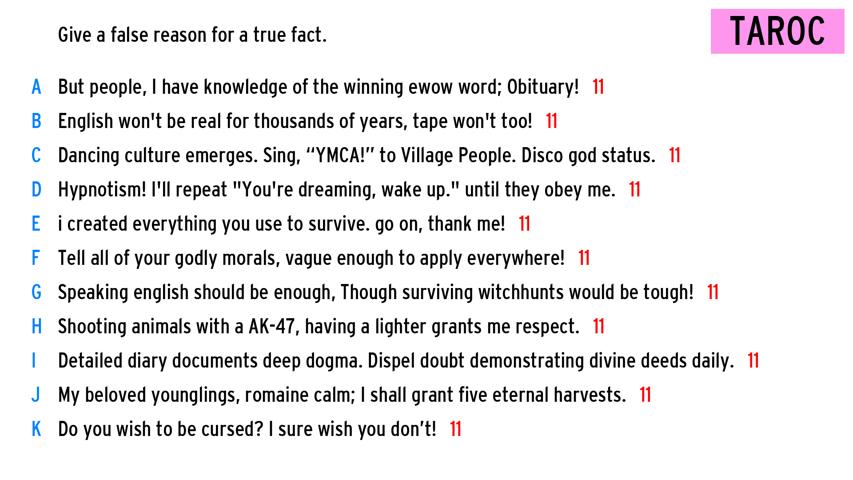 Give a false reason for a true fact.
TAROC
A But people, I have knowledge of the winning ewow word; Obituary! 11
B English won't be real for thousands of years, tape won't too! 11
C Dancing culture emerges. Sing, “YMCA!” to Village People. Disco god status. 11
D Hypnotism! I'll repeat "You're dreaming, wake up." until they obey me. 11
E i created everything you use to survive. go on, thank me! 11
F Tell all of your godly morals, vague enough to apply everywhere! 11
G Speaking english should be enough, Though surviving witchhunts would be tough! 11
H Shooting animals with a AK-47, having a lighter grants me respect. 11
I Detailed diary documents deep dogma. Dispel doubt demonstrating divine deeds daily. 11
J My beloved younglings, romaine calm; I shall grant five eternal harvests. 11
K Do you wish to be cursed? I sure wish you don’t! 11